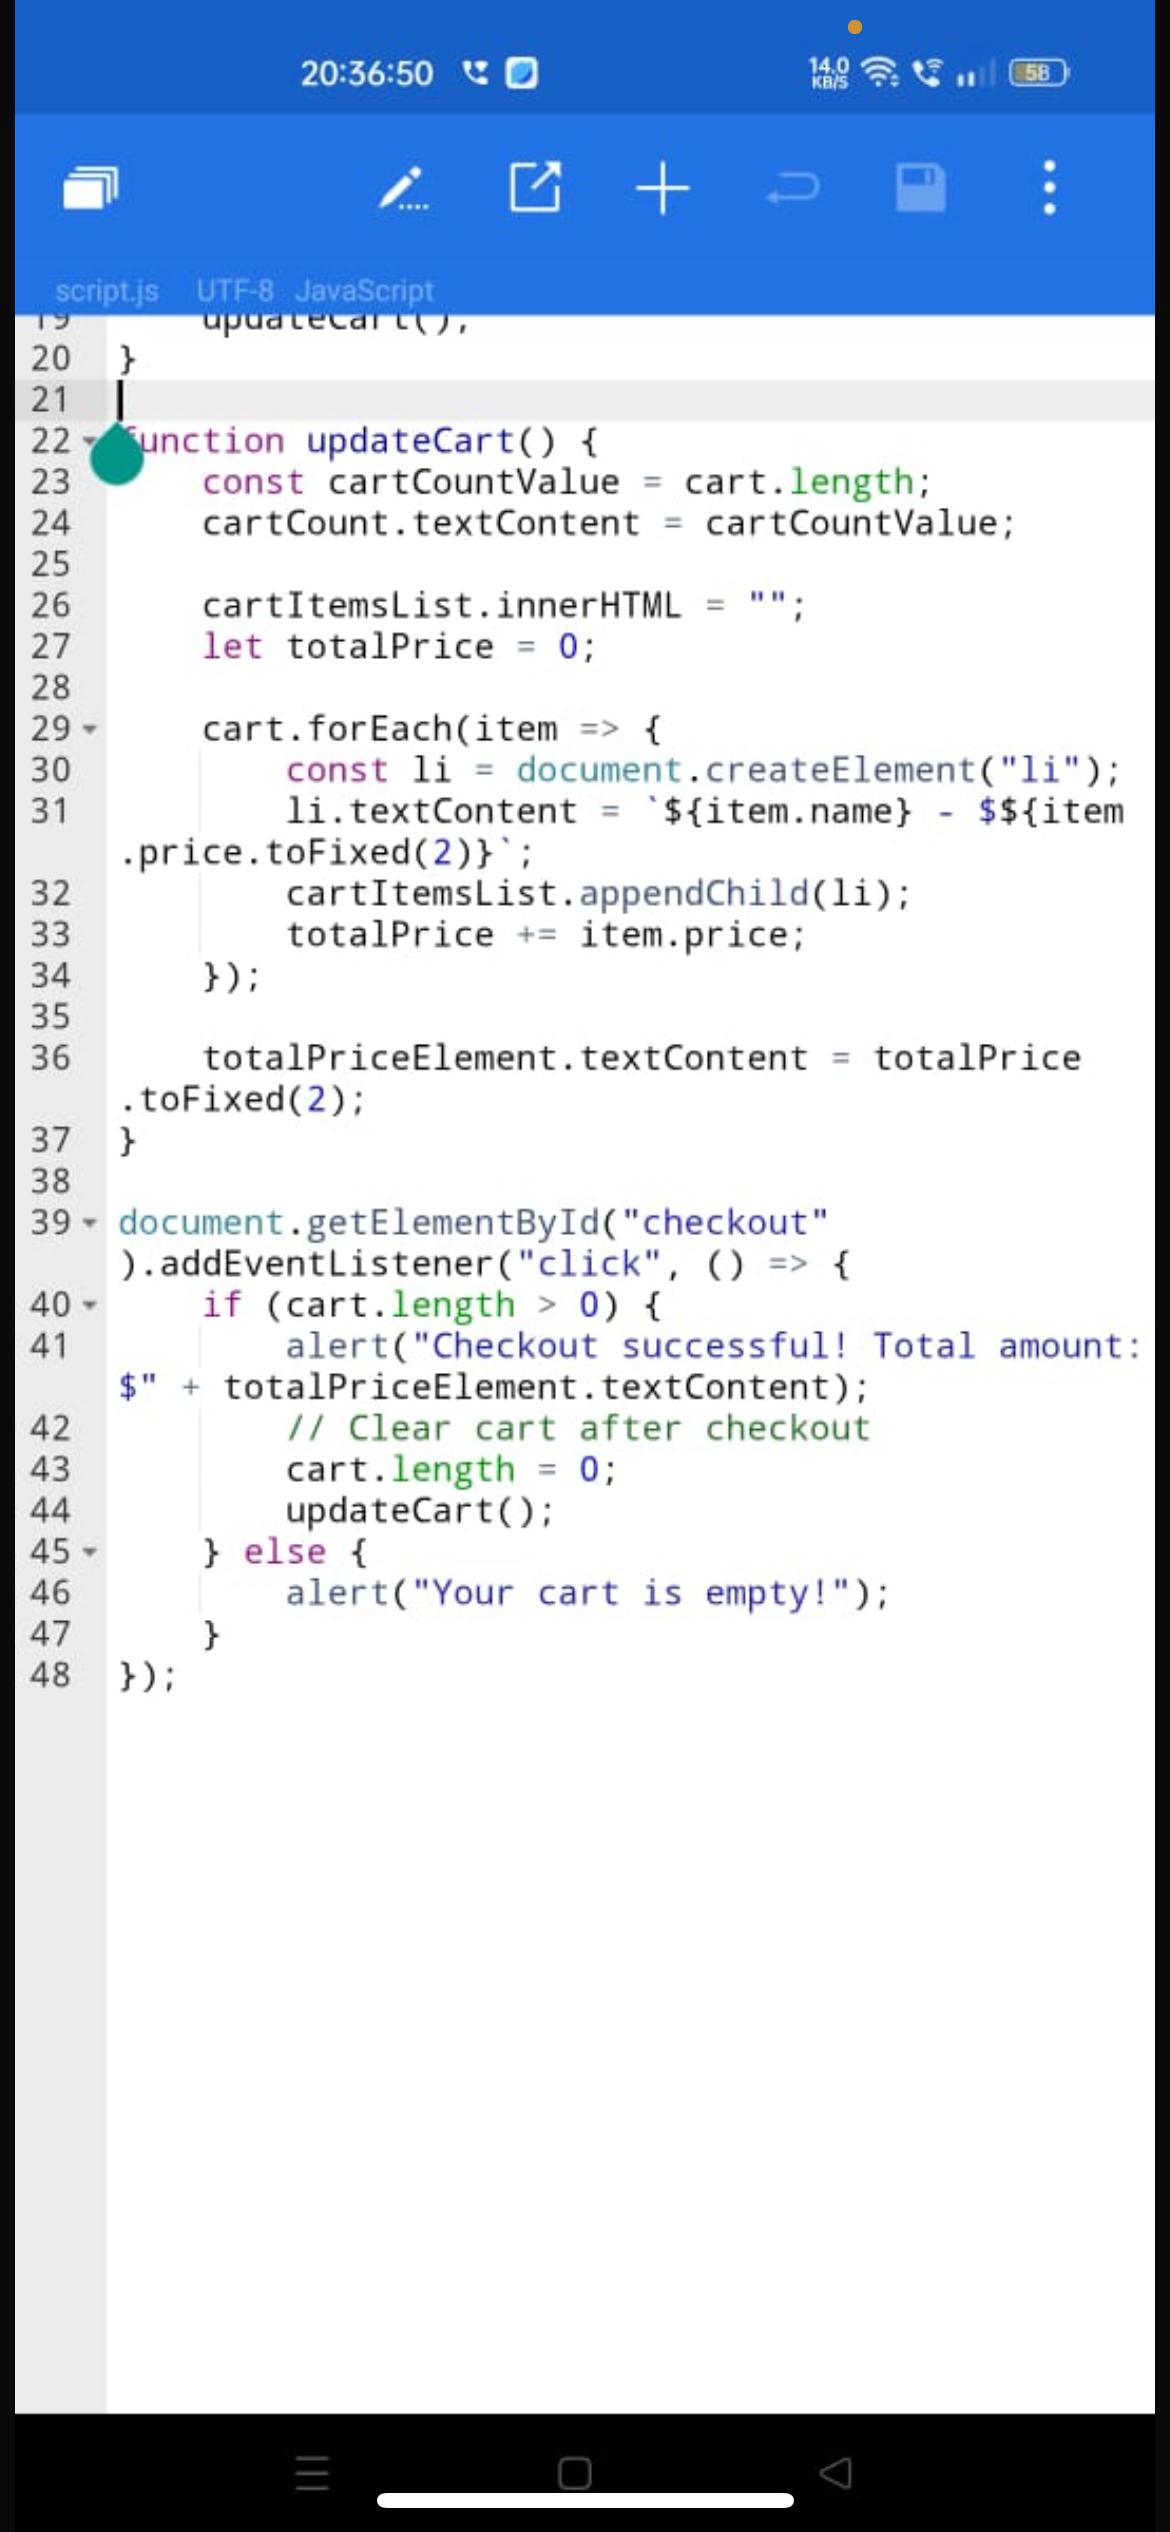 20:36:50
14.0 KB/S
58
script.js UTF-8 JavaScript
19 updateCart();
20 }
21
22 function updateCart() {
23 const cartCountValue = cart.length;
24 cartCount.textContent = cartCountValue;
25
26 cartItemsList.innerHTML = "";
27 let totalPrice = 0;
28
29 cart.forEach(item => {
30 const li = document.createElement("li");
31 li.textContent = `${item.name} - $${item
.price.toFixed(2)}`;
32 cartItemsList.appendChild(li);
33 totalPrice += item.price;
34 });
35
36 totalPriceElement.textContent = totalPrice
.toFixed(2);
37 }
38
39 document.getElementById("checkout"
).addEventListener("click", () => {
40 if (cart.length > 0) {
41 alert("Checkout successful! Total amount:
$" + totalPriceElement.textContent);
42 // Clear cart after checkout
43 cart.length = 0;
44 updateCart();
45 } else {
46 alert("Your cart is empty!");
47 }
48 });